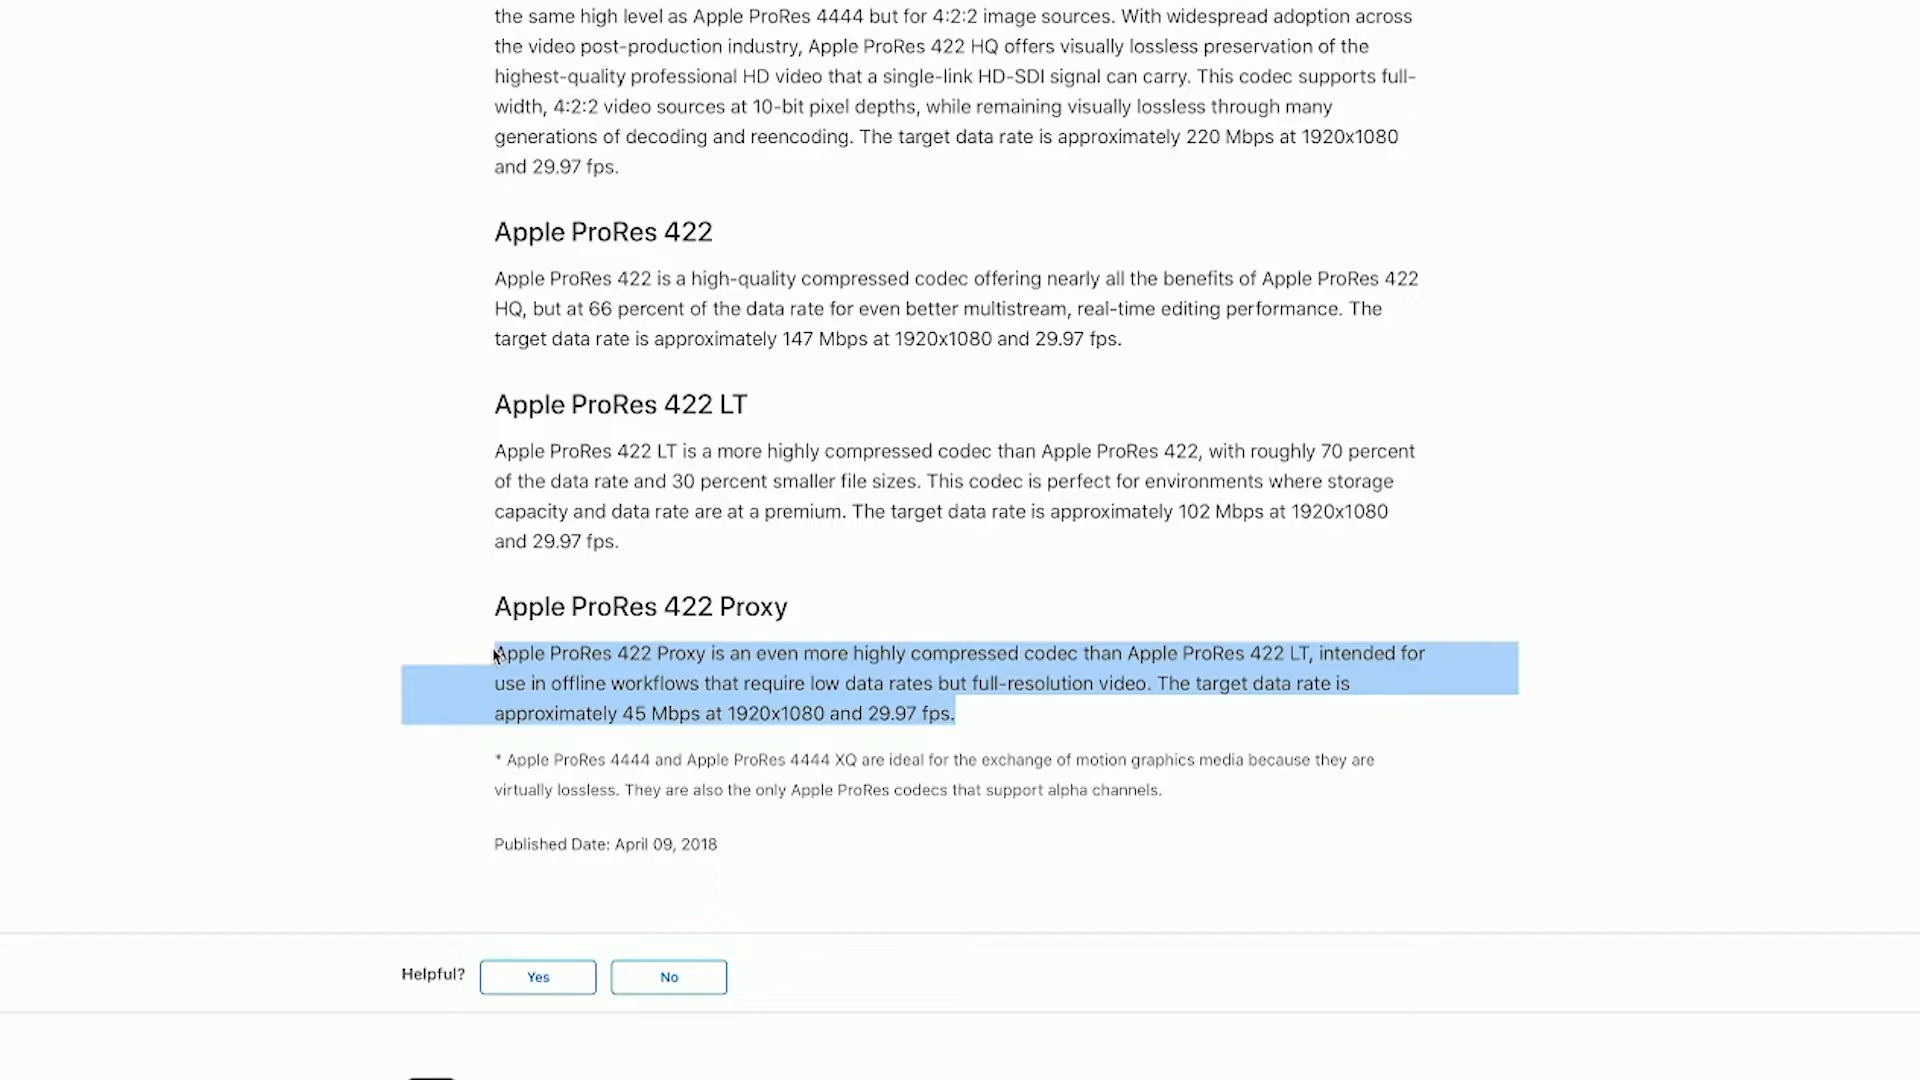 the same high level as Apple ProRes 4444 but for 4:2:2 image sources. With widespread adoption across
the video post-production industry, Apple ProRes 422 HQ offers visually lossless preservation of the
highest-quality professional HD video that a single-link HD-SDI signal can carry. This codec supports full-
width, 4:2:2 video sources at 10-bit pixel depths, while remaining visually lossless through many
generations of decoding and reencoding. The target data rate is approximately 220 Mbps at 1920x1080
and 29.97 fps.
Apple ProRes 422
Apple ProRes 422 is a high-quality compressed codec offering nearly all the benefits of Apple ProRes 422
HQ, but at 66 percent of the data rate for even better multistream, real-time editing performance. The
target data rate is approximately 147 Mbps at 1920x1080 and 29.97 fps.
Apple ProRes 422 LT
Apple ProRes 422 LT is a more highly compressed codec than Apple ProRes 422, with roughly 70 percent
of the data rate and 30 percent smaller file sizes. This codec is perfect for environments where storage
capacity and data rate are at a premium. The target data rate is approximately 102 Mbps at 1920x1080
and 29.97 fps.
Apple ProRes 422 Proxy
Apple ProRes 422 Proxy is an even more highly compressed codec than Apple ProRes 422 LT, intended for
use in offline workflows that require low data rates but full-resolution video. The target data rate is
approximately 45 Mbps at 1920x1080 and 29.97 fps.
* Apple ProRes 4444 and Apple ProRes 4444 XQ are ideal for the exchange of motion graphics media because they are
virtually lossless. They are also the only Apple ProRes codecs that support alpha channels.
Published Date: April 09, 2018
Helpful? Yes No